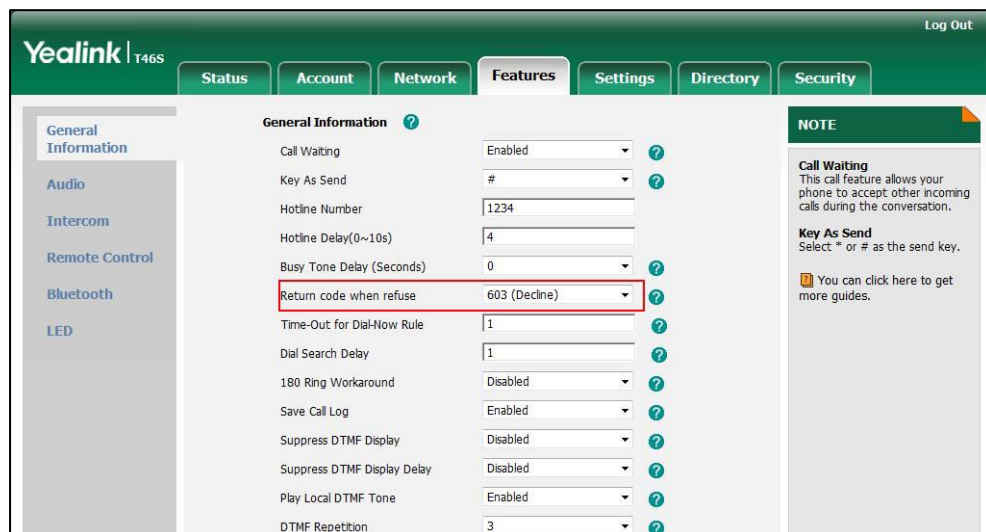 Log Out
Yealink T46S
Status Account Network Features Settings Directory Security
General Information
Audio
Intercom
Remote Control
Bluetooth
LED
General Information ?
Call Waiting Enabled ?
Key As Send # ?
Hotline Number 1234
Hotline Delay(0~10s) 4
Busy Tone Delay (Seconds) 0 ?
Return code when refuse 603 (Decline) ?
Time-Out for Dial-Now Rule 1 ?
Dial Search Delay 1 ?
180 Ring Workaround Disabled ?
Save Call Log Enabled ?
Suppress DTMF Display Disabled ?
Suppress DTMF Display Delay Disabled ?
Play Local DTMF Tone Enabled ?
DTMF Repetition 3 ?
NOTE
Call Waiting
This call feature allows your
phone to accept other incoming
calls during the conversation.
Key As Send
Select * or # as the send key.
? You can click here to get
more guides.